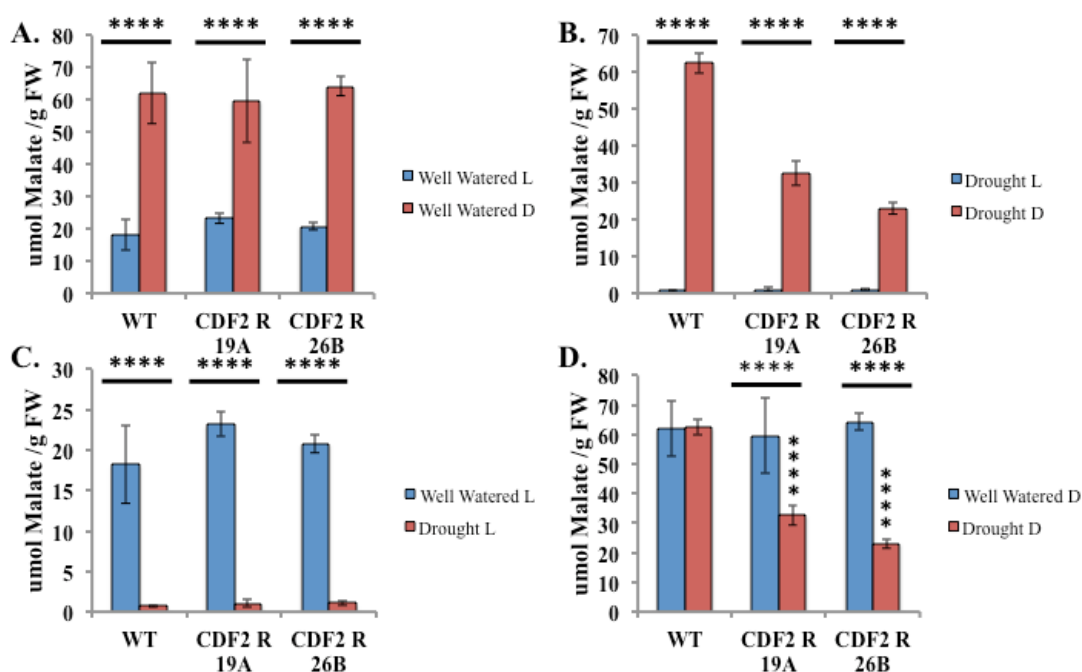 A.
**** **** ****
umol Malate /g FW
80
70
60
50
40
30
20
10
0
WT
CDF2 R
19A
CDF2 R
26B
Well Watered L
Well Watered D
B.
**** **** ****
umol Malate /g FW
70
60
50
40
30
20
10
0
WT
CDF2 R
19A
CDF2 R
26B
Drought L
Drought D
C.
**** **** ****
umol Malate /g FW
30
25
20
15
10
5
0
WT
CDF2 R
19A
CDF2 R
26B
Well Watered L
Drought L
D.
**** ****
umol Malate /g FW
80
70
60
50
40
30
20
10
0
****
****
WT
CDF2 R
19A
CDF2 R
26B
Well Watered D
Drought D